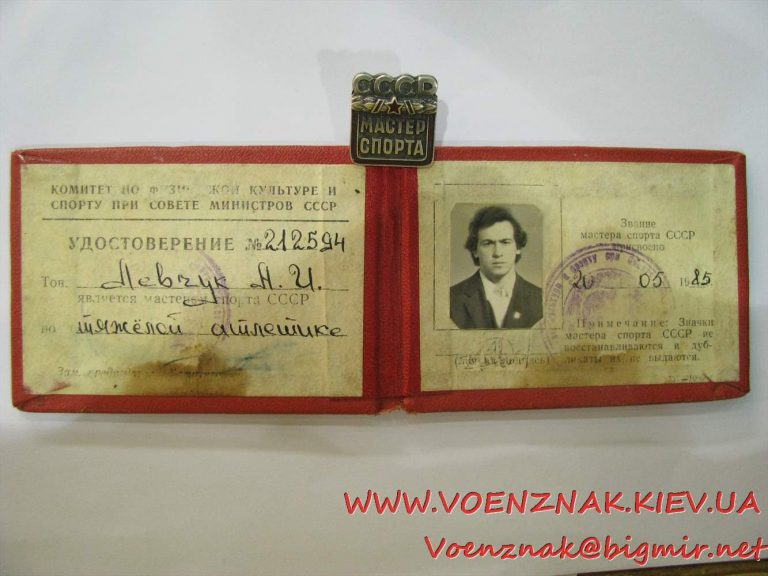 СССР
МАСТЕР
СПОРТА
КОМИТЕТ ПО ФИЗИЧЕСКОЙ КУЛЬТУРЕ И
СПОРТУ ПРИ СОВЕТЕ МИНИСТРОВ СССР
УДОСТОВЕРЕНИЕ №212594
Тов. Левчук А. И.
является мастером спорта СССР
по тяжёлой атлетике
Зам.
Звание
мастера спорта СССР
присвоено
20 05 1985
Примечание: Значки
мастера спорта СССР не
восстанавливаются и дуб-
ликаты их не выдаются.
WWW.VOENZNAK.KIEV.UA
Voenznak@bigmir.net